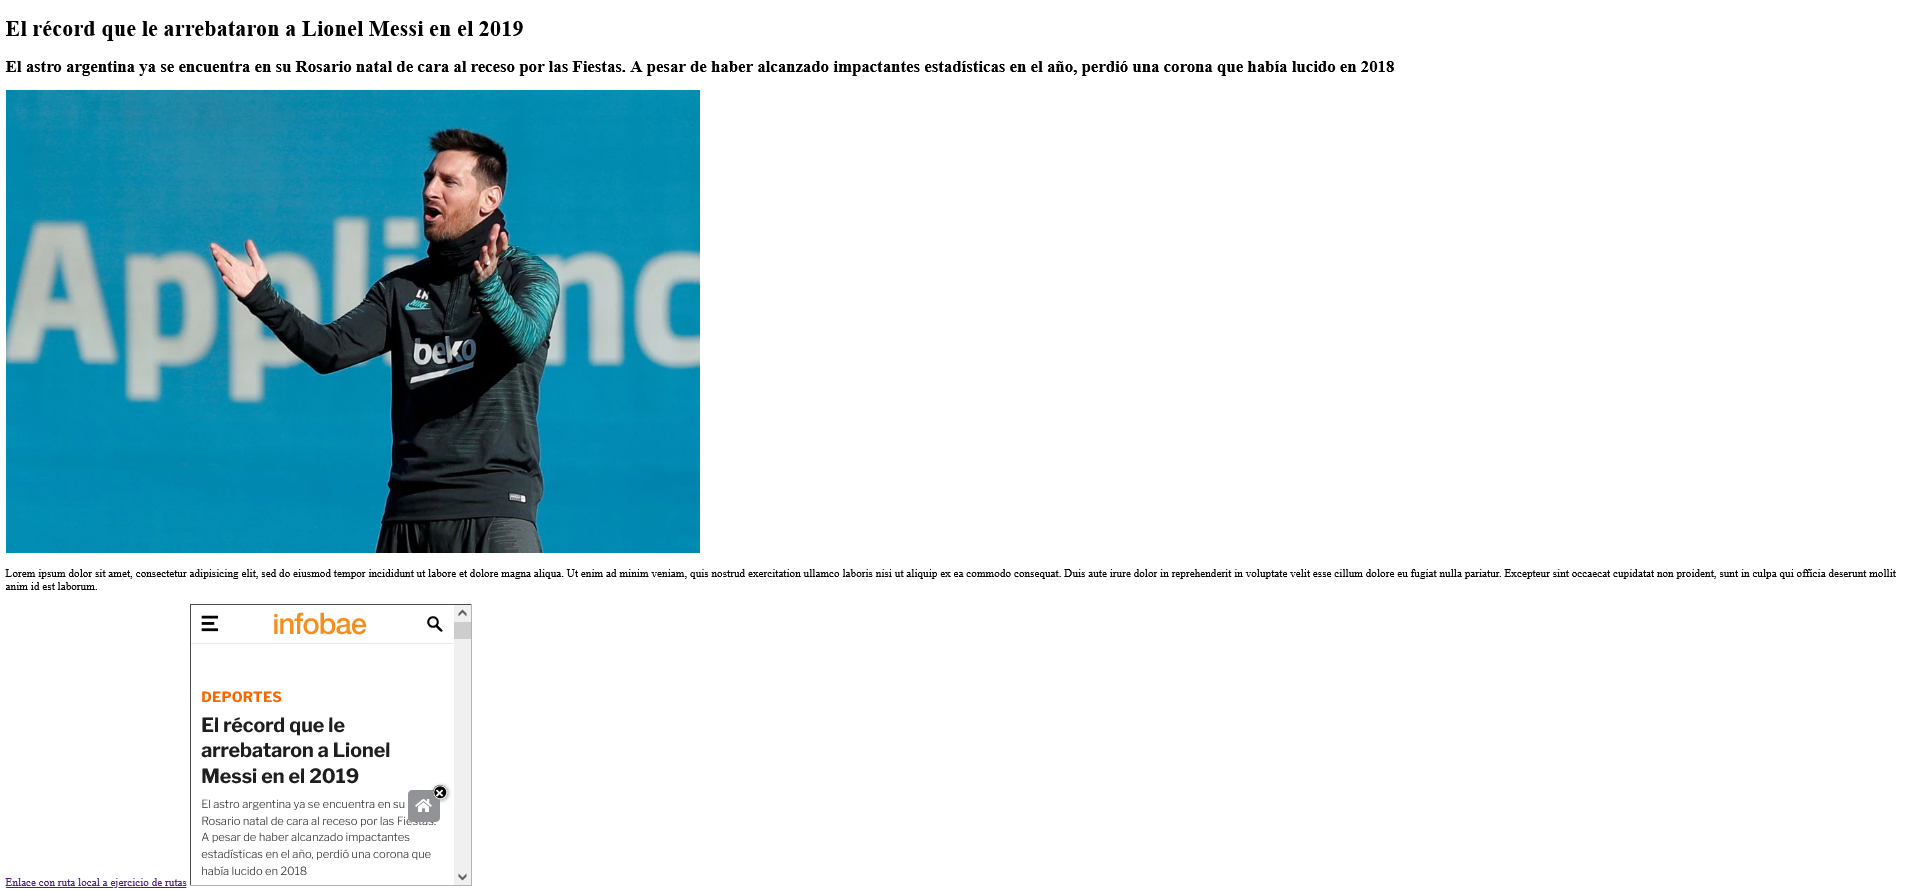 El récord que le arrebataron a Lionel Messi en el 2019
El astro argentina ya se encuentra en su Rosario natal de cara al receso por las Fiestas. A pesar de haber alcanzado impactantes estadísticas en el año, perdió una corona que había lucido en 2018
Applianc
LM
NIKE
beko
Lorem ipsum dolor sit amet, consectetur adipisicing elit, sed do eiusmod tempor incididunt ut labore et dolore magna aliqua. Ut enim ad minim veniam, quis nostrud exercitation ullamco laboris nisi ut aliquip ex ea commodo consequat. Duis aute irure dolor in reprehenderit in voluptate velit esse cillum dolore eu fugiat nulla pariatur. Excepteur sint occaecat cupidatat non proident, sunt in culpa qui officia deserunt mollit
anim id est laborum.
infobae
DEPORTES
El récord que le
arrebataron a Lionel
Messi en el 2019
El astro argentina ya se encuentra en su
Rosario natal de cara al receso por las Fiestas.
A pesar de haber alcanzado impactantes
estadísticas en el año, perdió una corona que
había lucido en 2018
Enlace con ruta local a ejercicio de rutas